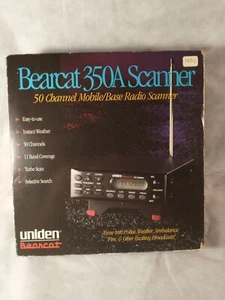 Bearcat 350A Scanner
50 Channel Mobile/Base Radio Scanner
Easy-to-use
Instant Weather
50 Channels
11 Band Coverage
Turbo Scan
Selective Search
Tune Into Police, Weather, Ambulance
Fire, & Other Exciting Broadcasts!
uniden
Bearcat